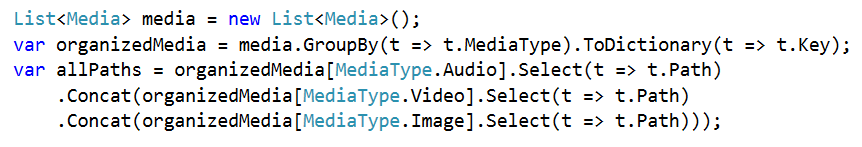 List<Media> media = new List<Media>();
var organizedMedia = media.GroupBy(t => t.MediaType).ToDictionary(t => t.Key);
var allPaths = organizedMedia[MediaType.Audio].Select(t => t.Path)
    .Concat(organizedMedia[MediaType.Video].Select(t => t.Path)
    .Concat(organizedMedia[MediaType.Image].Select(t => t.Path)));